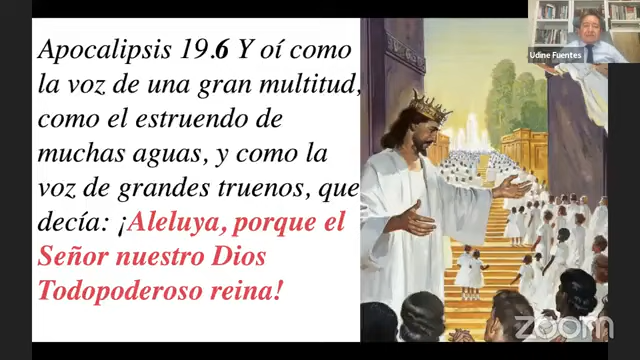 Apocalipsis 19.6 Y oí como
la voz de una gran multitud,
como el estruendo de
muchas aguas, y como la
voz de grandes truenos, que
decía: ¡Aleluya, porque el
Señor nuestro Dios
Todopoderoso reina!
Udine Fuentes
zoom